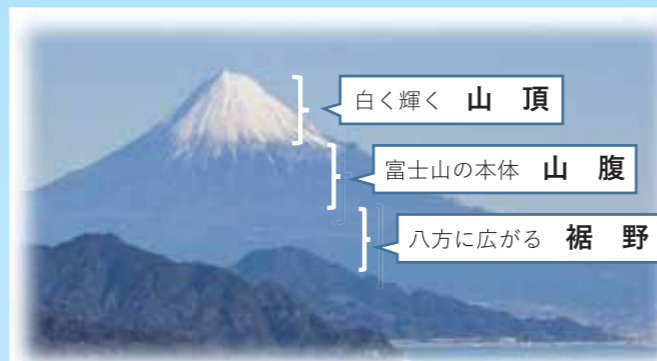 白く輝く　山　頂
富士山の本体　山　腹
八方に広がる　裾　野